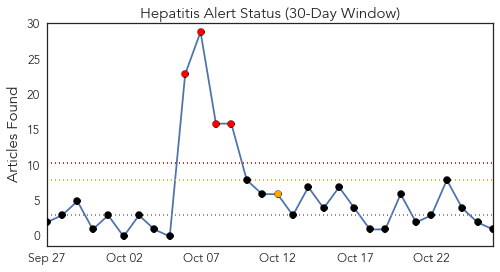 Hepatitis Alert Status (30-Day Window)
Articles Found
30
25
20
15
10
5
0
Sep 27 Oct 02 Oct 07 Oct 12 Oct 17 Oct 22